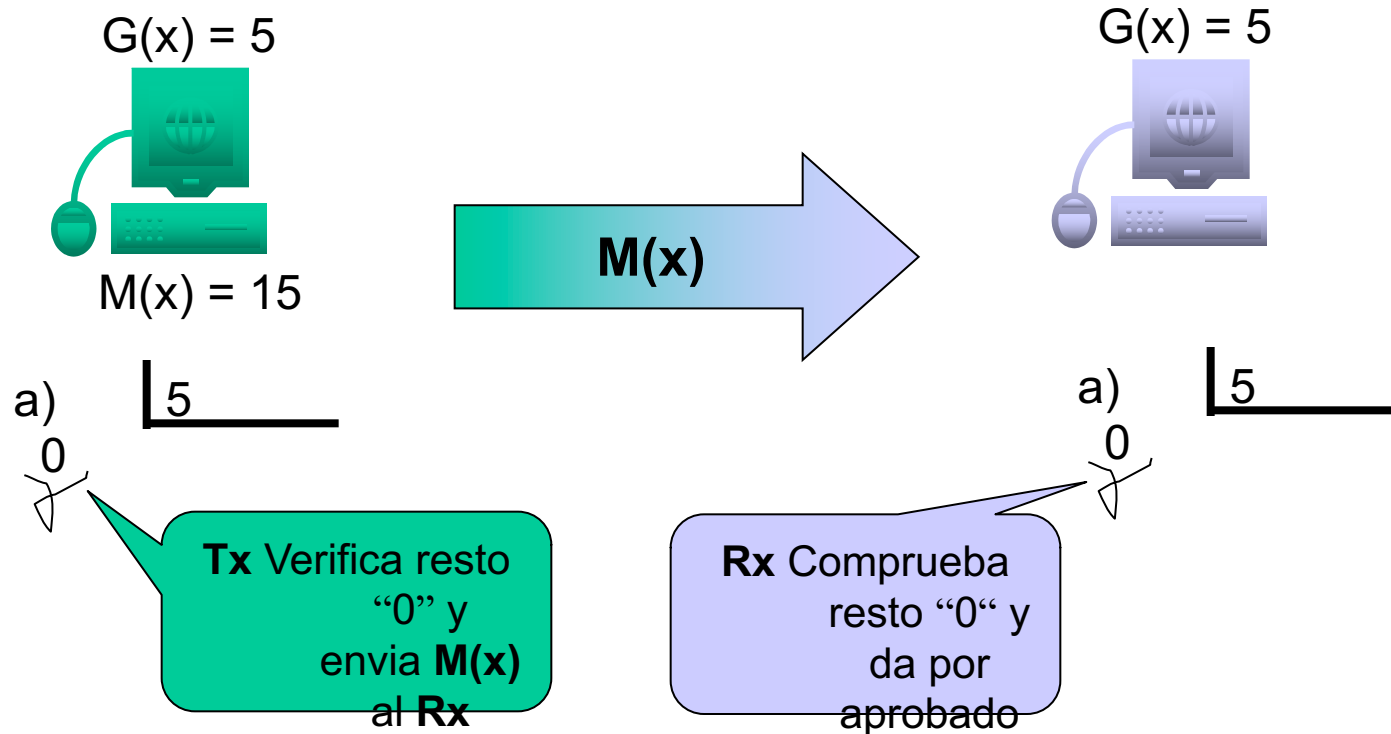 G(x) = 5
G(x) = 5
M(x)
M(x) = 15
a)
5
0
a)
5
0
Tx Verifica resto
“0” y
envia M(x)
al Rx
Rx Comprueba
resto “0“ y
da por
aprobado